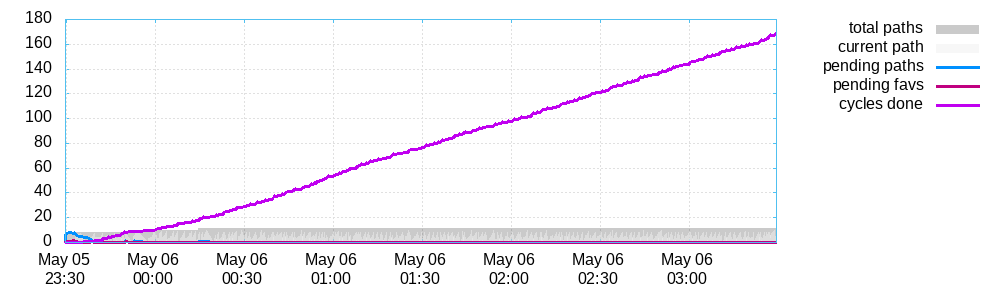 180
160
140
120
100
80
60
40
20
0
May 05 23:30
May 06 00:00
May 06 00:30
May 06 01:00
May 06 01:30
May 06 02:00
May 06 02:30
May 06 03:00
total paths
current path
pending paths
pending favs
cycles done